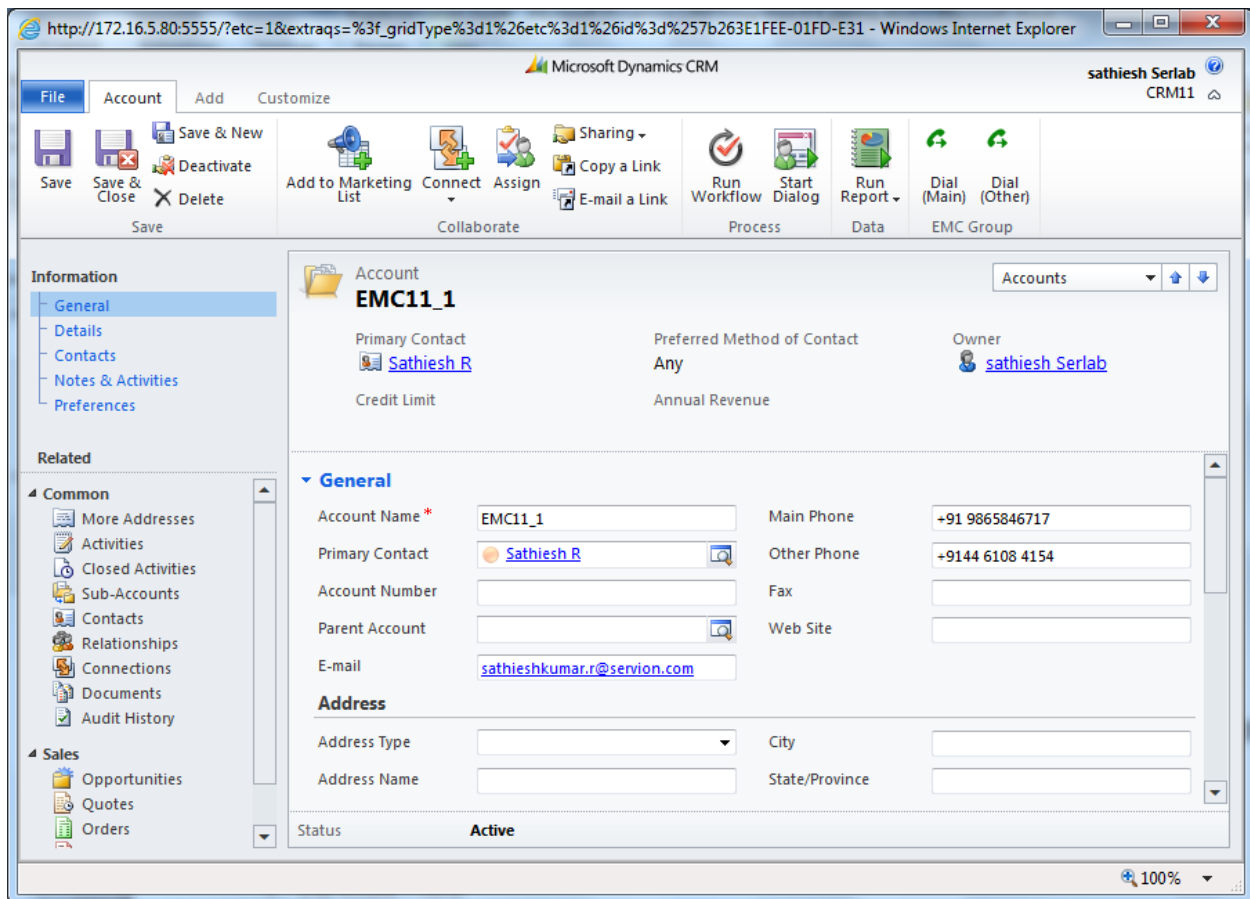 http://172.16.5.80:5555/?etc=1&extraqs=%3f_gridType%3d1%26etc%3d1%26id%3d%257b263E1FEE-01FD-E31 - Windows Internet Explorer
Microsoft Dynamics CRM
sathiesh Serlab
CRM11
File Account Add Customize
Save
Save & Close
Save & New
Deactivate
Delete
Save
Add to Marketing List
Connect
Assign
Sharing
Copy a Link
E-mail a Link
Collaborate
Run Workflow
Start Dialog
Process
Run Report
Data
Dial (Main)
Dial (Other)
EMC Group
Information
General
Details
Contacts
Notes & Activities
Preferences
Related
Common
More Addresses
Activities
Closed Activities
Sub-Accounts
Contacts
Relationships
Connections
Documents
Audit History
Sales
Opportunities
Quotes
Orders
Account
EMC11_1
Accounts
Primary Contact
Sathiesh R
Preferred Method of Contact
Any
Owner
sathiesh Serlab
Credit Limit
Annual Revenue
General
Account Name* EMC11_1
Main Phone +91 9865846717
Primary Contact Sathiesh R
Other Phone +9144 6108 4154
Account Number
Fax
Parent Account
Web Site
E-mail sathieshkumar.r@servion.com
Address
Address Type
City
Address Name
State/Province
Status Active
100%